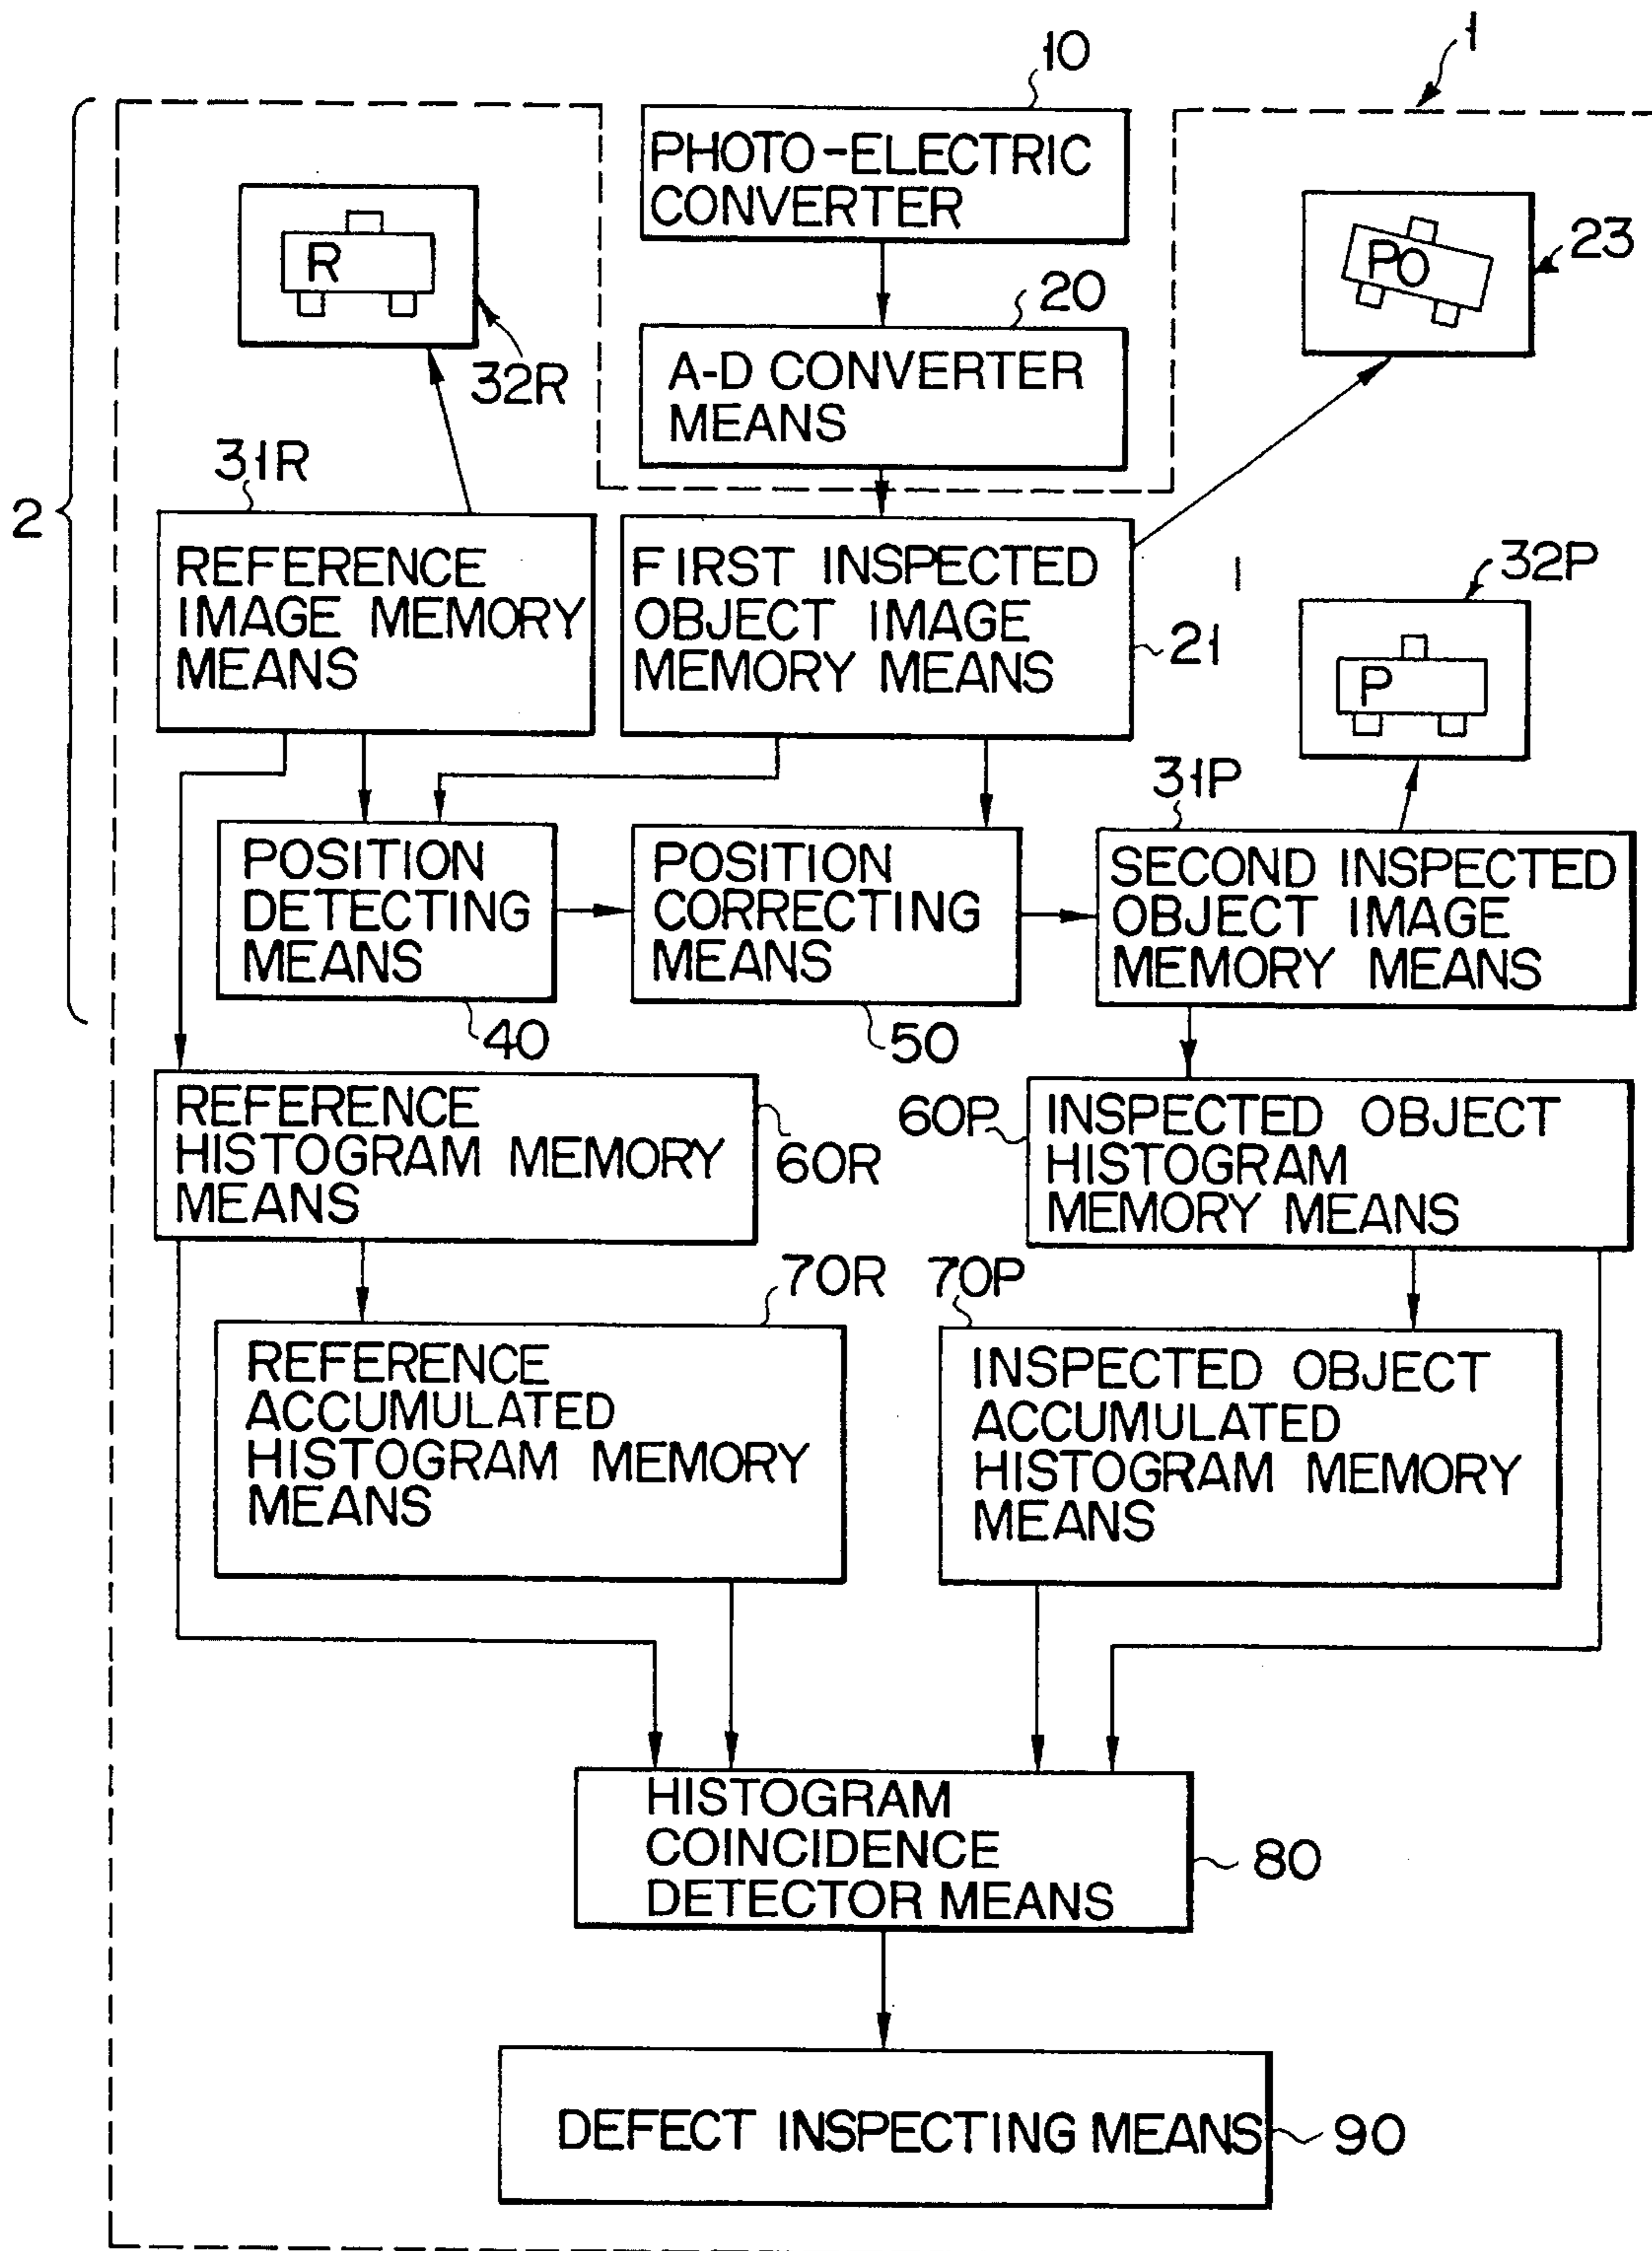 10
1
PHOTO-ELECTRIC
CONVERTER
R
32R
20
PO
23
A-D CONVERTER
MEANS
2
31R
REFERENCE
IMAGE MEMORY
MEANS
FIRST INSPECTED
OBJECT IMAGE
MEMORY MEANS
21
32P
P
31P
POSITION
DETECTING
MEANS
40
POSITION
CORRECTING
MEANS
50
SECOND INSPECTED
OBJECT IMAGE
MEMORY MEANS
REFERENCE
HISTOGRAM MEMORY
MEANS
60R
60P
INSPECTED OBJECT
HISTOGRAM
MEMORY MEANS
70R
REFERENCE
ACCUMULATED
HISTOGRAM MEMORY
MEANS
70P
INSPECTED OBJECT
ACCUMULATED
HISTOGRAM MEMORY
MEANS
HISTOGRAM
COINCIDENCE
DETECTOR MEANS
80
DEFECT INSPECTING MEANS
90